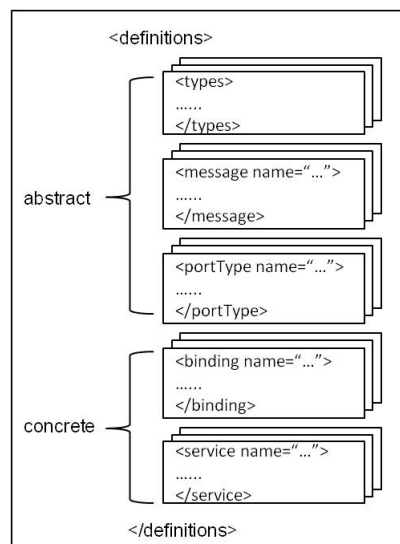 <definitions>
<types>
......
</types>
<message name="...">
......
</message>
abstract
<portType name="...">
......
</portType>
<binding name="...">
......
</binding>
concrete
<service name="...">
......
</service>
</definitions>